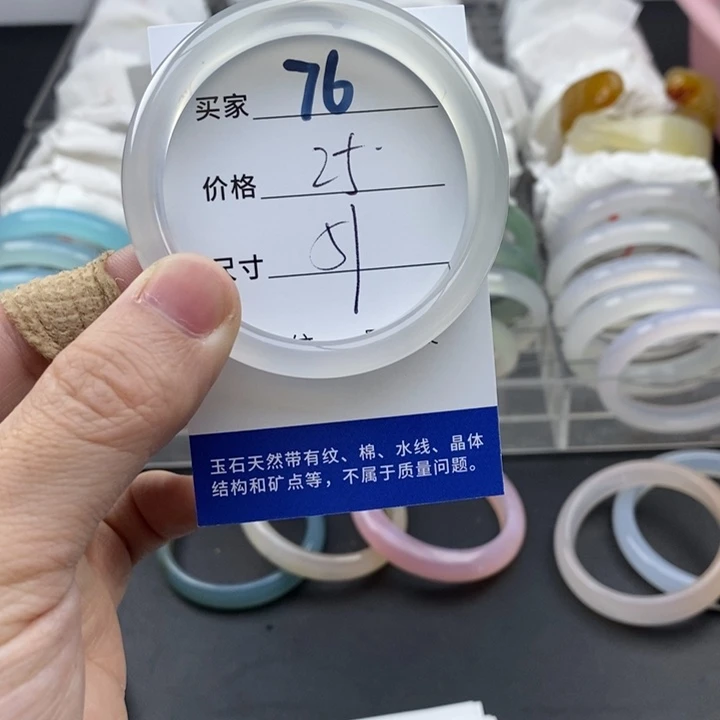 买家 76
价格 25.
尺寸 51
玉石天然带有纹、棉、水线、晶体
结构和矿点等，不属于质量问题。